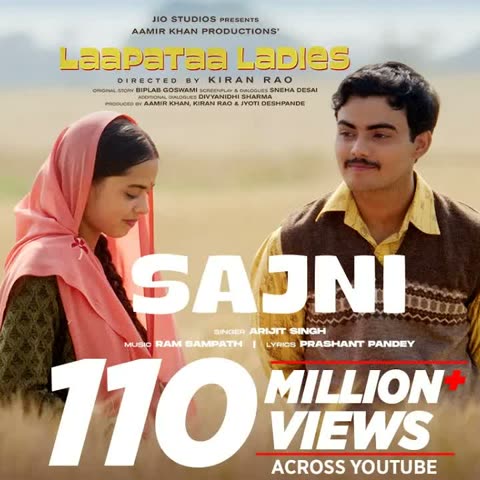 JIO STUDIOS PRESENTS
AAMIR KHAN PRODUCTIONS'
Laapataa Ladies
DIRECTED BY KIRAN RAO
ORIGINAL STORY BIPLAB GOSWAMI SCREENPLAY & DIALOGUES SNEHA DESAI
ADDITIONAL DIALOGUES DIVYANIDHI SHARMA
PRODUCED BY AAMIR KHAN, KIRAN RAO & JYOTI DESHPANDE
SAJNI
SINGER ARIJIT SINGH
MUSIC RAM SAMPATH | LYRICS PRASHANT PANDEY
110 MILLION+
VIEWS
ACROSS YOUTUBE